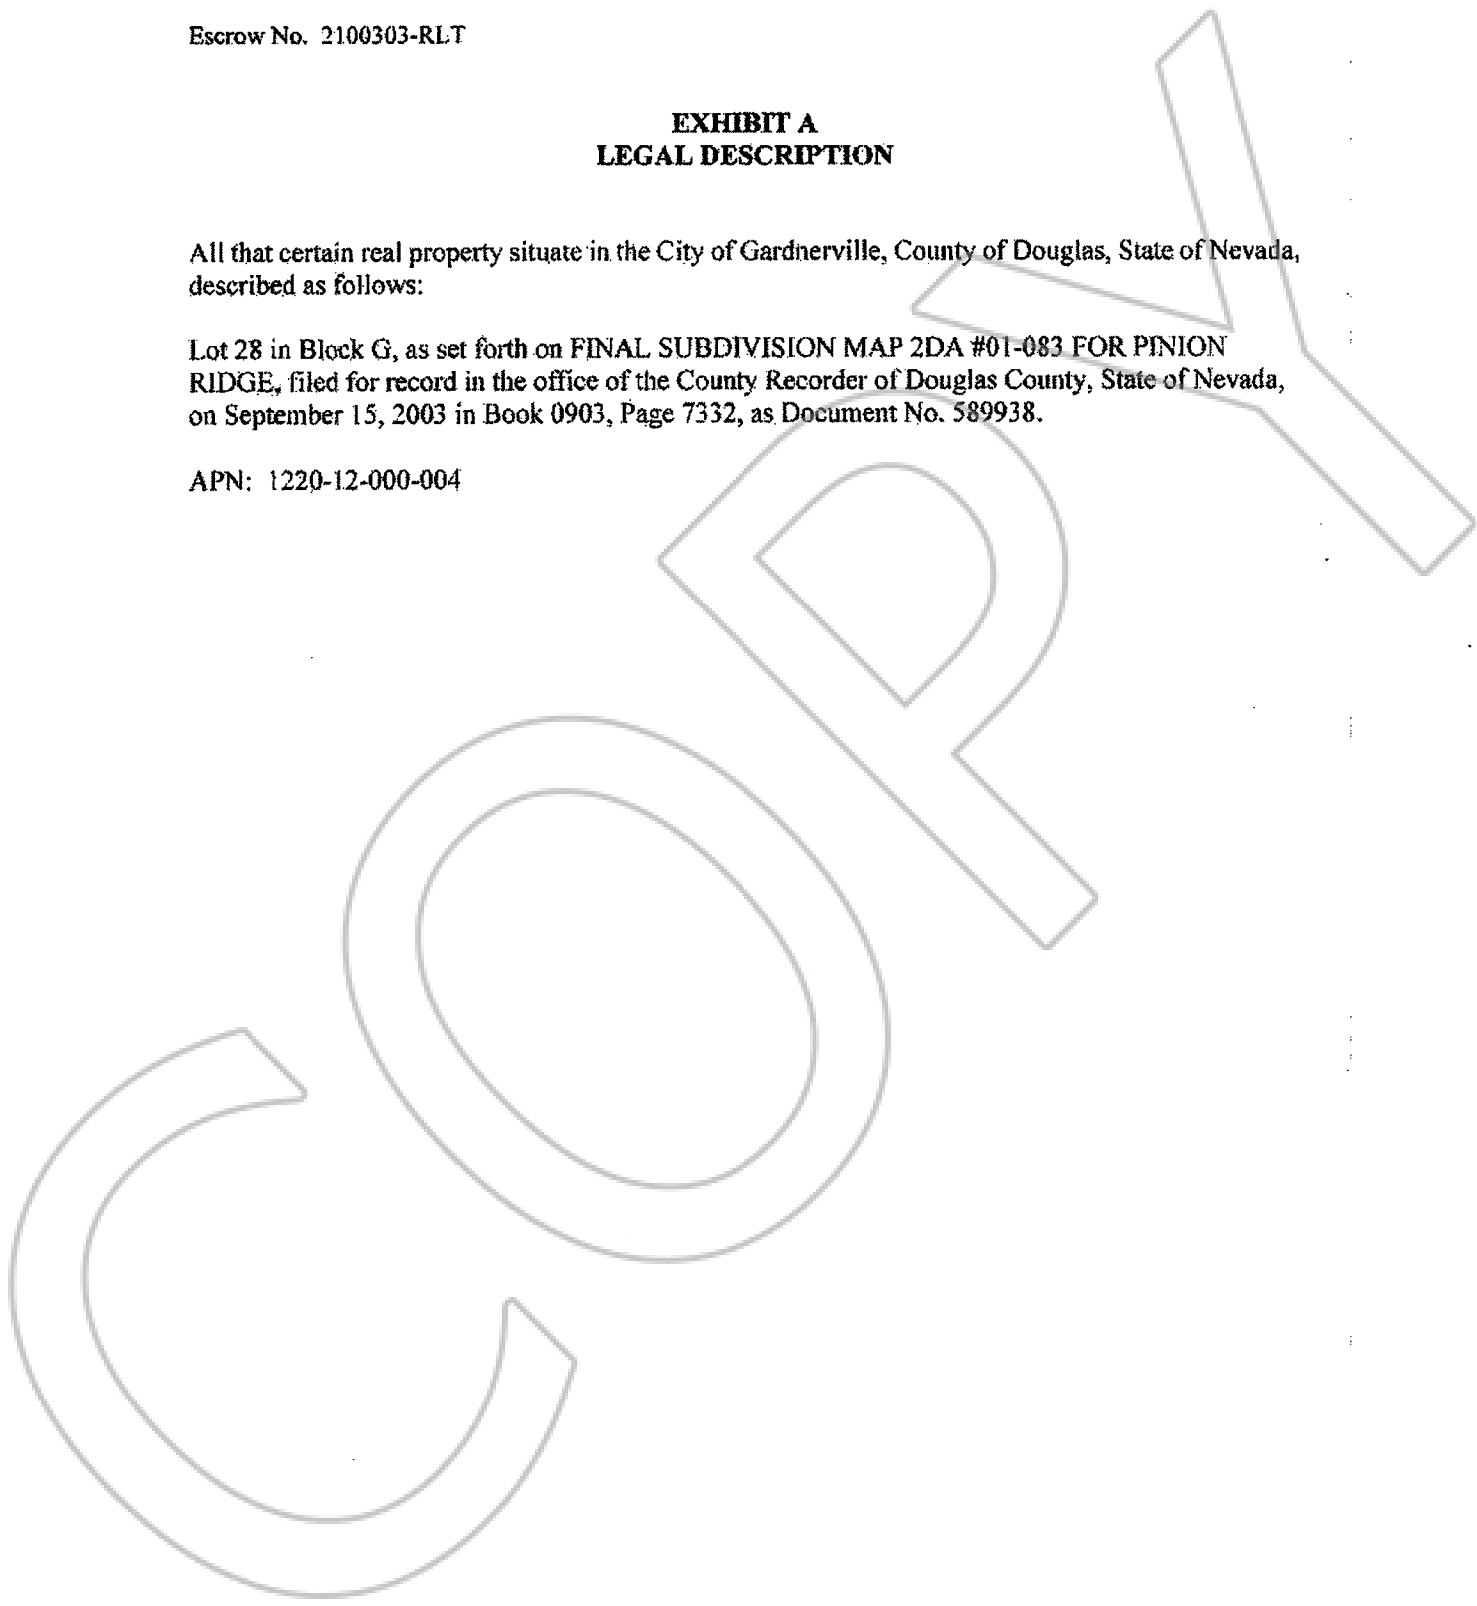 Escrow No. 2100303-RLT
EXHIBIT A
LEGAL DESCRIPTION
All that certain real property situate in the City of Gardnerville, County of Douglas, State of Nevada,
described as follows:
Lot 28 in Block G, as set forth on FINAL SUBDIVISION MAP 2DA #01-083 FOR PINION
RIDGE, filed for record in the office of the County Recorder of Douglas County, State of Nevada,
on September 15, 2003 in Book 0903, Page 7332, as Document No. 589938.
APN: 1220-12-000-004
COPY